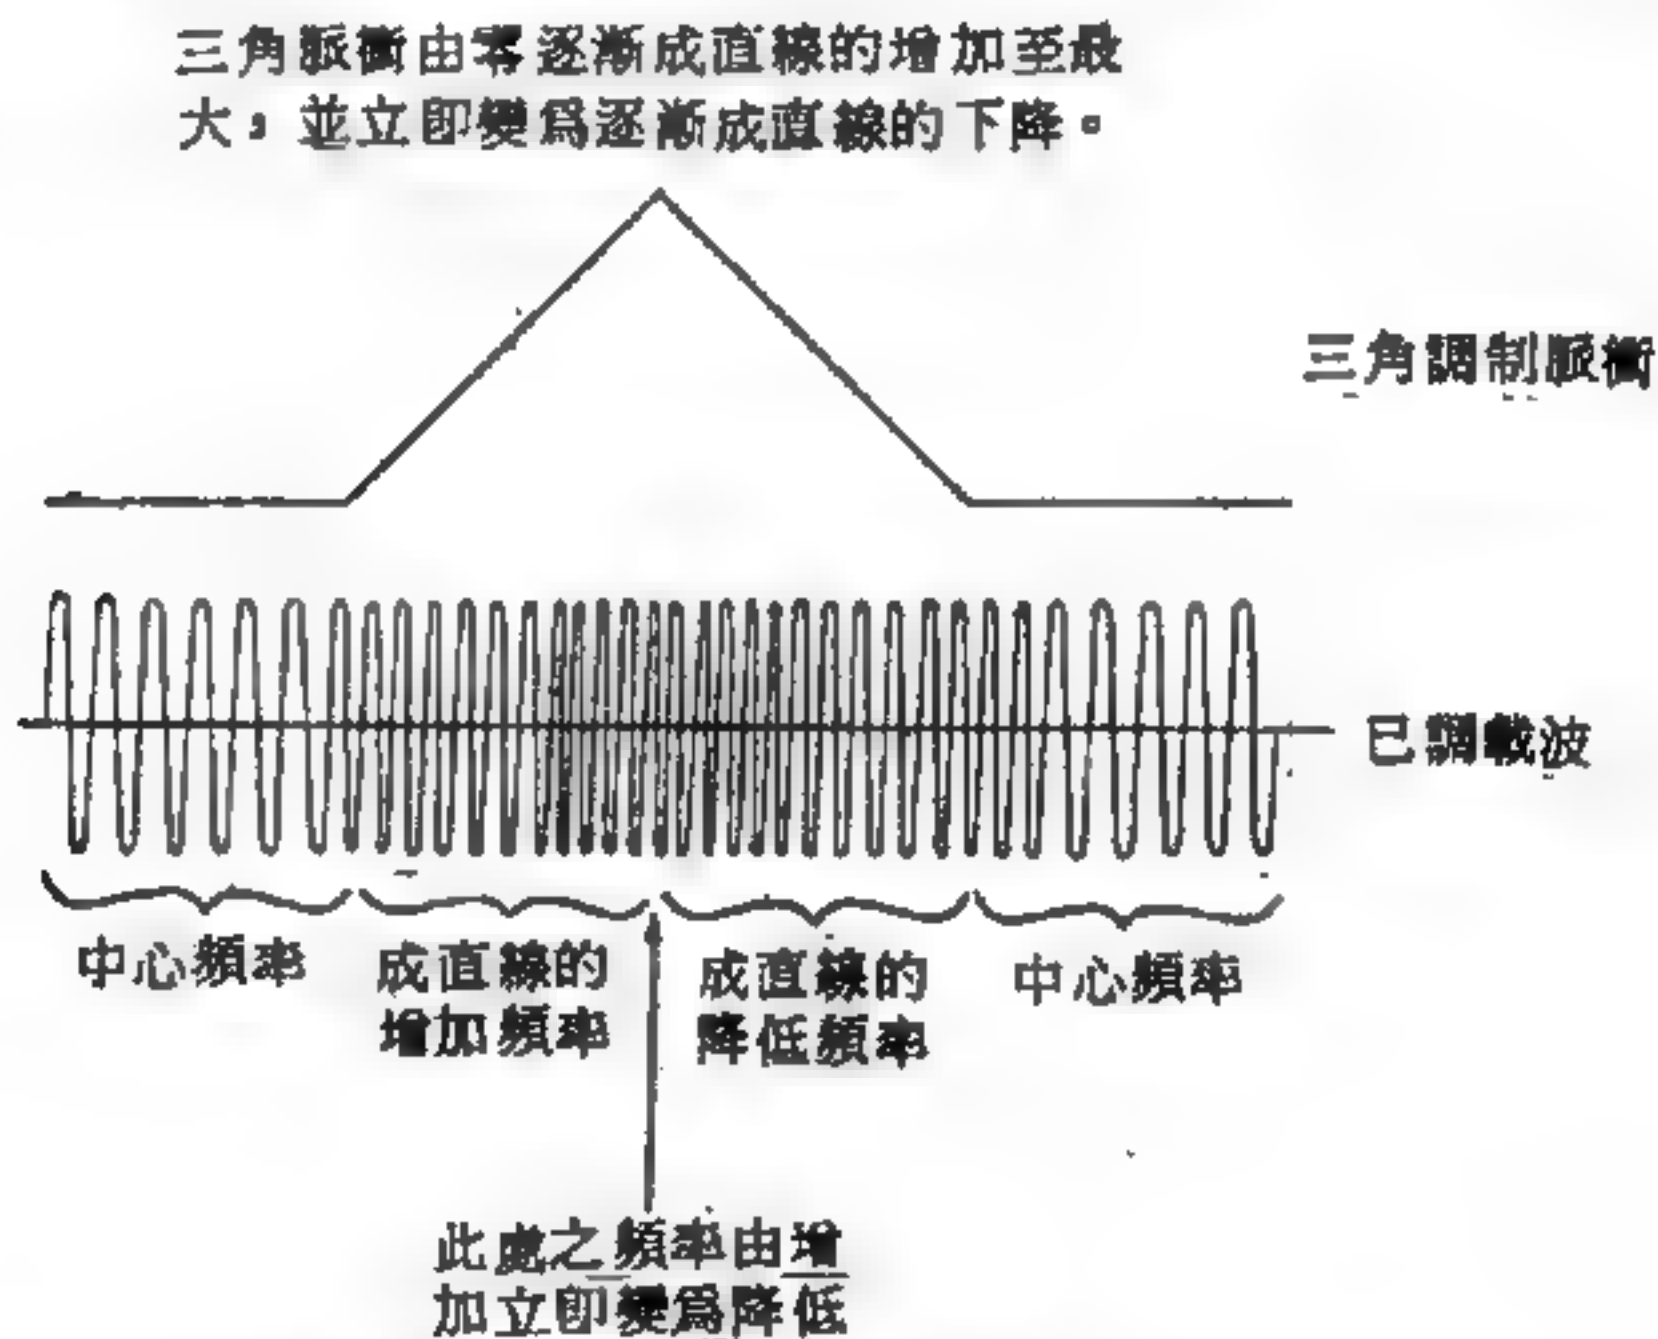 三角脈衝由零逐漸成直線的增加至最
大，並立即變爲逐漸成直線的下降。
三角調制脈衝
已調載波
中心頻率
成直線的
增加頻率
成直線的
降低頻率
中心頻率
此處之頻率由增
加立即變爲降低